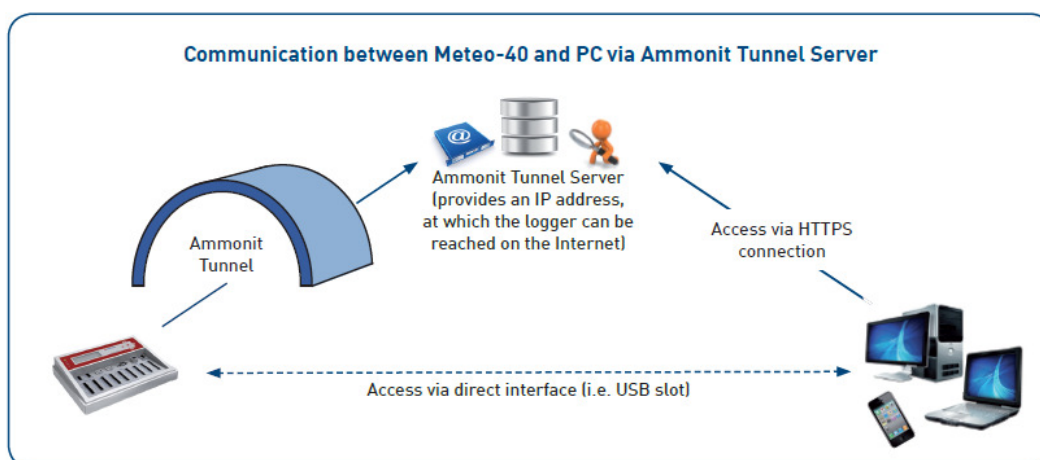 Communication between Meteo-40 and PC via Ammonit Tunnel Server
@
Ammonit Tunnel Server
(provides an IP address,
at which the logger can be
reached on the Internet)
Ammonit
Tunnel
Access via HTTPS
connection
Access via direct interface (i.e. USB slot)